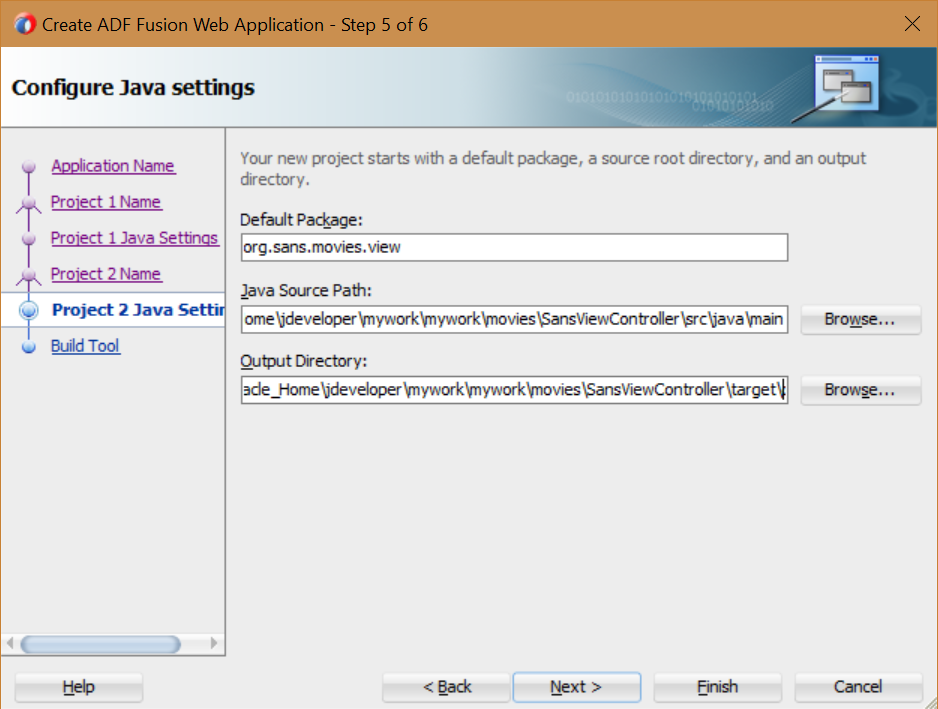 Create ADF Fusion Web Application - Step 5 of 6
Configure Java settings
010101010101010101010101
01010101010
Application Name
Project 1 Name
Project 1 Java Settings
Project 2 Name
Project 2 Java Settin
Build Tool
Your new project starts with a default package, a source root directory, and an output
directory.
Default Package:
org.sans.movies.view
Java Source Path:
ome\jdeveloper\mywork\mywork\movies\SansViewController\src\java\main
Browse...
Output Directory:
acle_Home\jdeveloper\mywork\mywork\movies\SansViewController\target\
Browse...
Help
< Back
Next >
Finish
Cancel